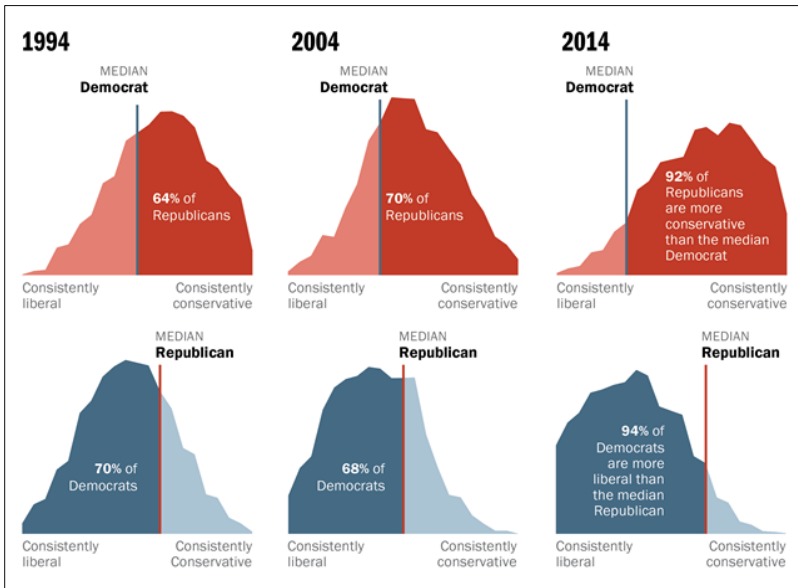 1994
MEDIAN
Democrat
64% of
Republicans
Consistently
liberal
Consistently
conservative
2004
MEDIAN
Democrat
70% of
Republicans
Consistently
liberal
Consistently
conservative
2014
MEDIAN
Democrat
92% of
Republicans
are more
conservative
than the median
Democrat
Consistently
liberal
Consistently
conservative
MEDIAN
Republican
70% of
Democrats
Consistently
liberal
Consistently
Conservative
MEDIAN
Republican
68% of
Democrats
Consistently
liberal
Consistently
conservative
MEDIAN
Republican
94% of
Democrats
are more
liberal than
the median
Republican
Consistently
liberal
Consistently
conservative